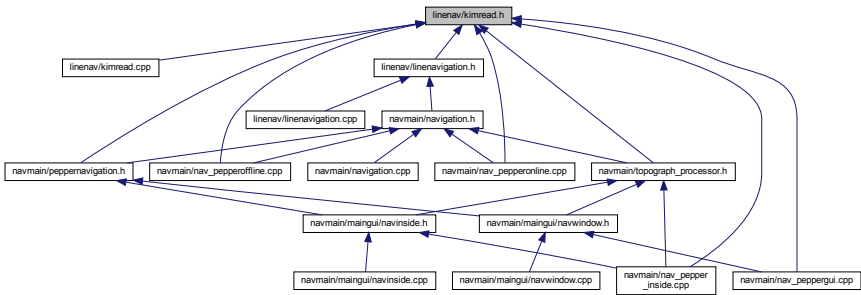 linenav/kimread.h
linenav/kimread.cpp
linenav/linenavigation.h
linenav/linenavigation.cpp
navmain/navigation.h
navmain/peppernavigation.h
navmain/nav_pepperoffline.cpp
navmain/navigation.cpp
navmain/nav_pepperonline.cpp
navmain/topograph_processor.h
navmain/maingui/navinside.h
navmain/maingui/navwindow.h
navmain/maingui/navinside.cpp
navmain/maingui/navwindow.cpp
navmain/nav_pepper
_inside.cpp
navmain/nav_peppergui.cpp